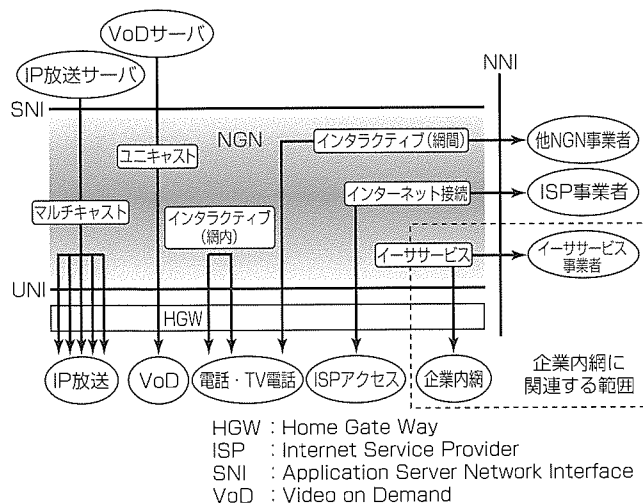 VoDサーバ
IP放送サーバ
NNI
SNI
NGN
インタラクティブ(網間)
他NGN事業者
ユニキャスト
インターネット接続
ISP事業者
マルチキャスト
インタラクティブ
(網内)
イーササービス
イーササービス
事業者
UNI
HGW
IP放送
VoD
電話・TV電話
ISPアクセス
企業内網
企業内網に
関連する範囲
HGW : Home Gate Way
ISP : Internet Service Provider
SNI : Application Server Network Interface
VoD : Video on Demand